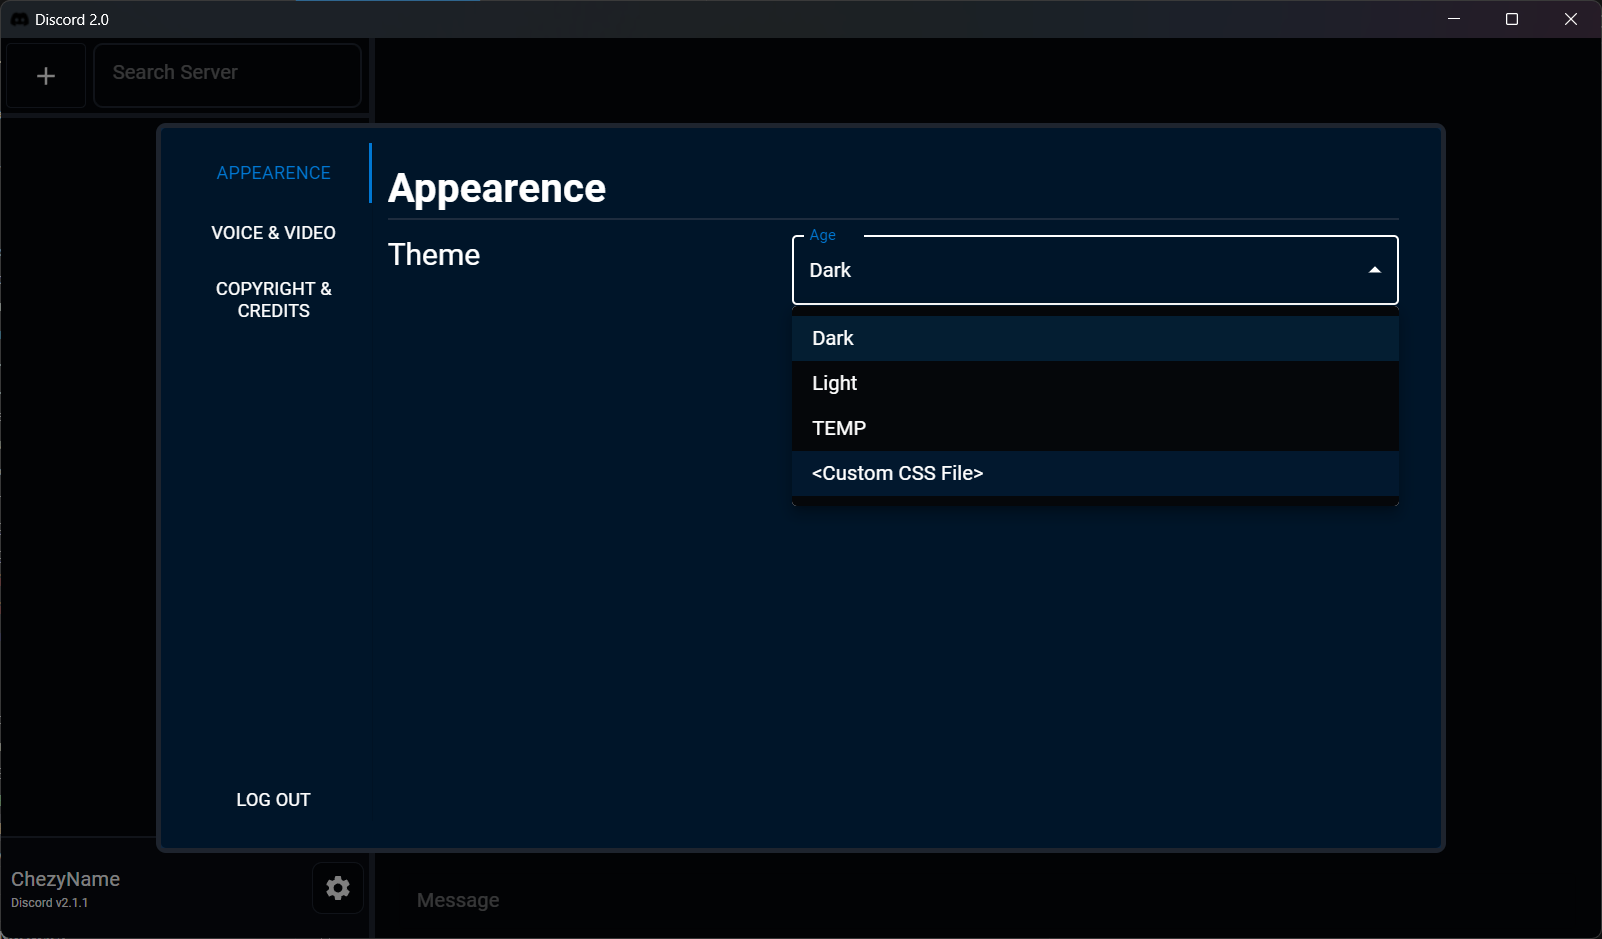 Discord 2.0
Search Server
APPEARENCE
VOICE & VIDEO
COPYRIGHT &
CREDITS
LOG OUT
Appearence
Theme
Age
Dark
Dark
Light
TEMP
<Custom CSS File>
ChezyName
Discord v2.1.1
Message